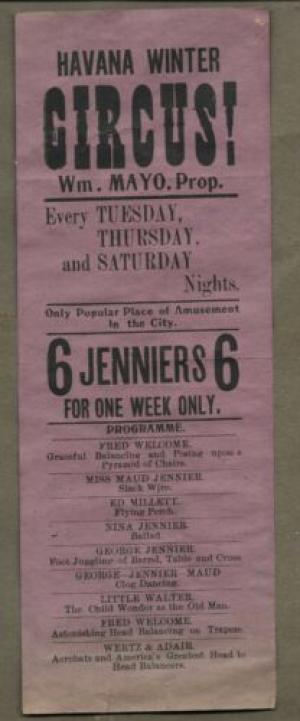 HAVANA WINTER
CIRCUS!
Wm. MAYO, Prop.
Every TUESDAY,
THURSDAY,
and SATURDAY
Nights.
Only Popular Place of Amusement
In the City.
6 JENNIERS 6
FOR ONE WEEK ONLY.
PROGRAMME.
FRED WELCOME.
Graceful Balancing and Posing upon a
Pyramid of Chairs.
MISS MAUD JENNIER.
Slack Wire.
ED MILLETT.
Flying Perch.
NINA JENNIER
Ballad
GEORGE JENNIER.
Foot Juggling of Barrel, Table and Cross
GEORGE JENNIER MAUD
Clog Dancing.
LITTLE WALTER.
The Child Wonder as the Old Man.
FRED WELCOME.
Astonishing Head Balancing on Trapeze.
WERTZ & ADAIR.
Acrobats and America's Greatest Head to
Head Balancers.